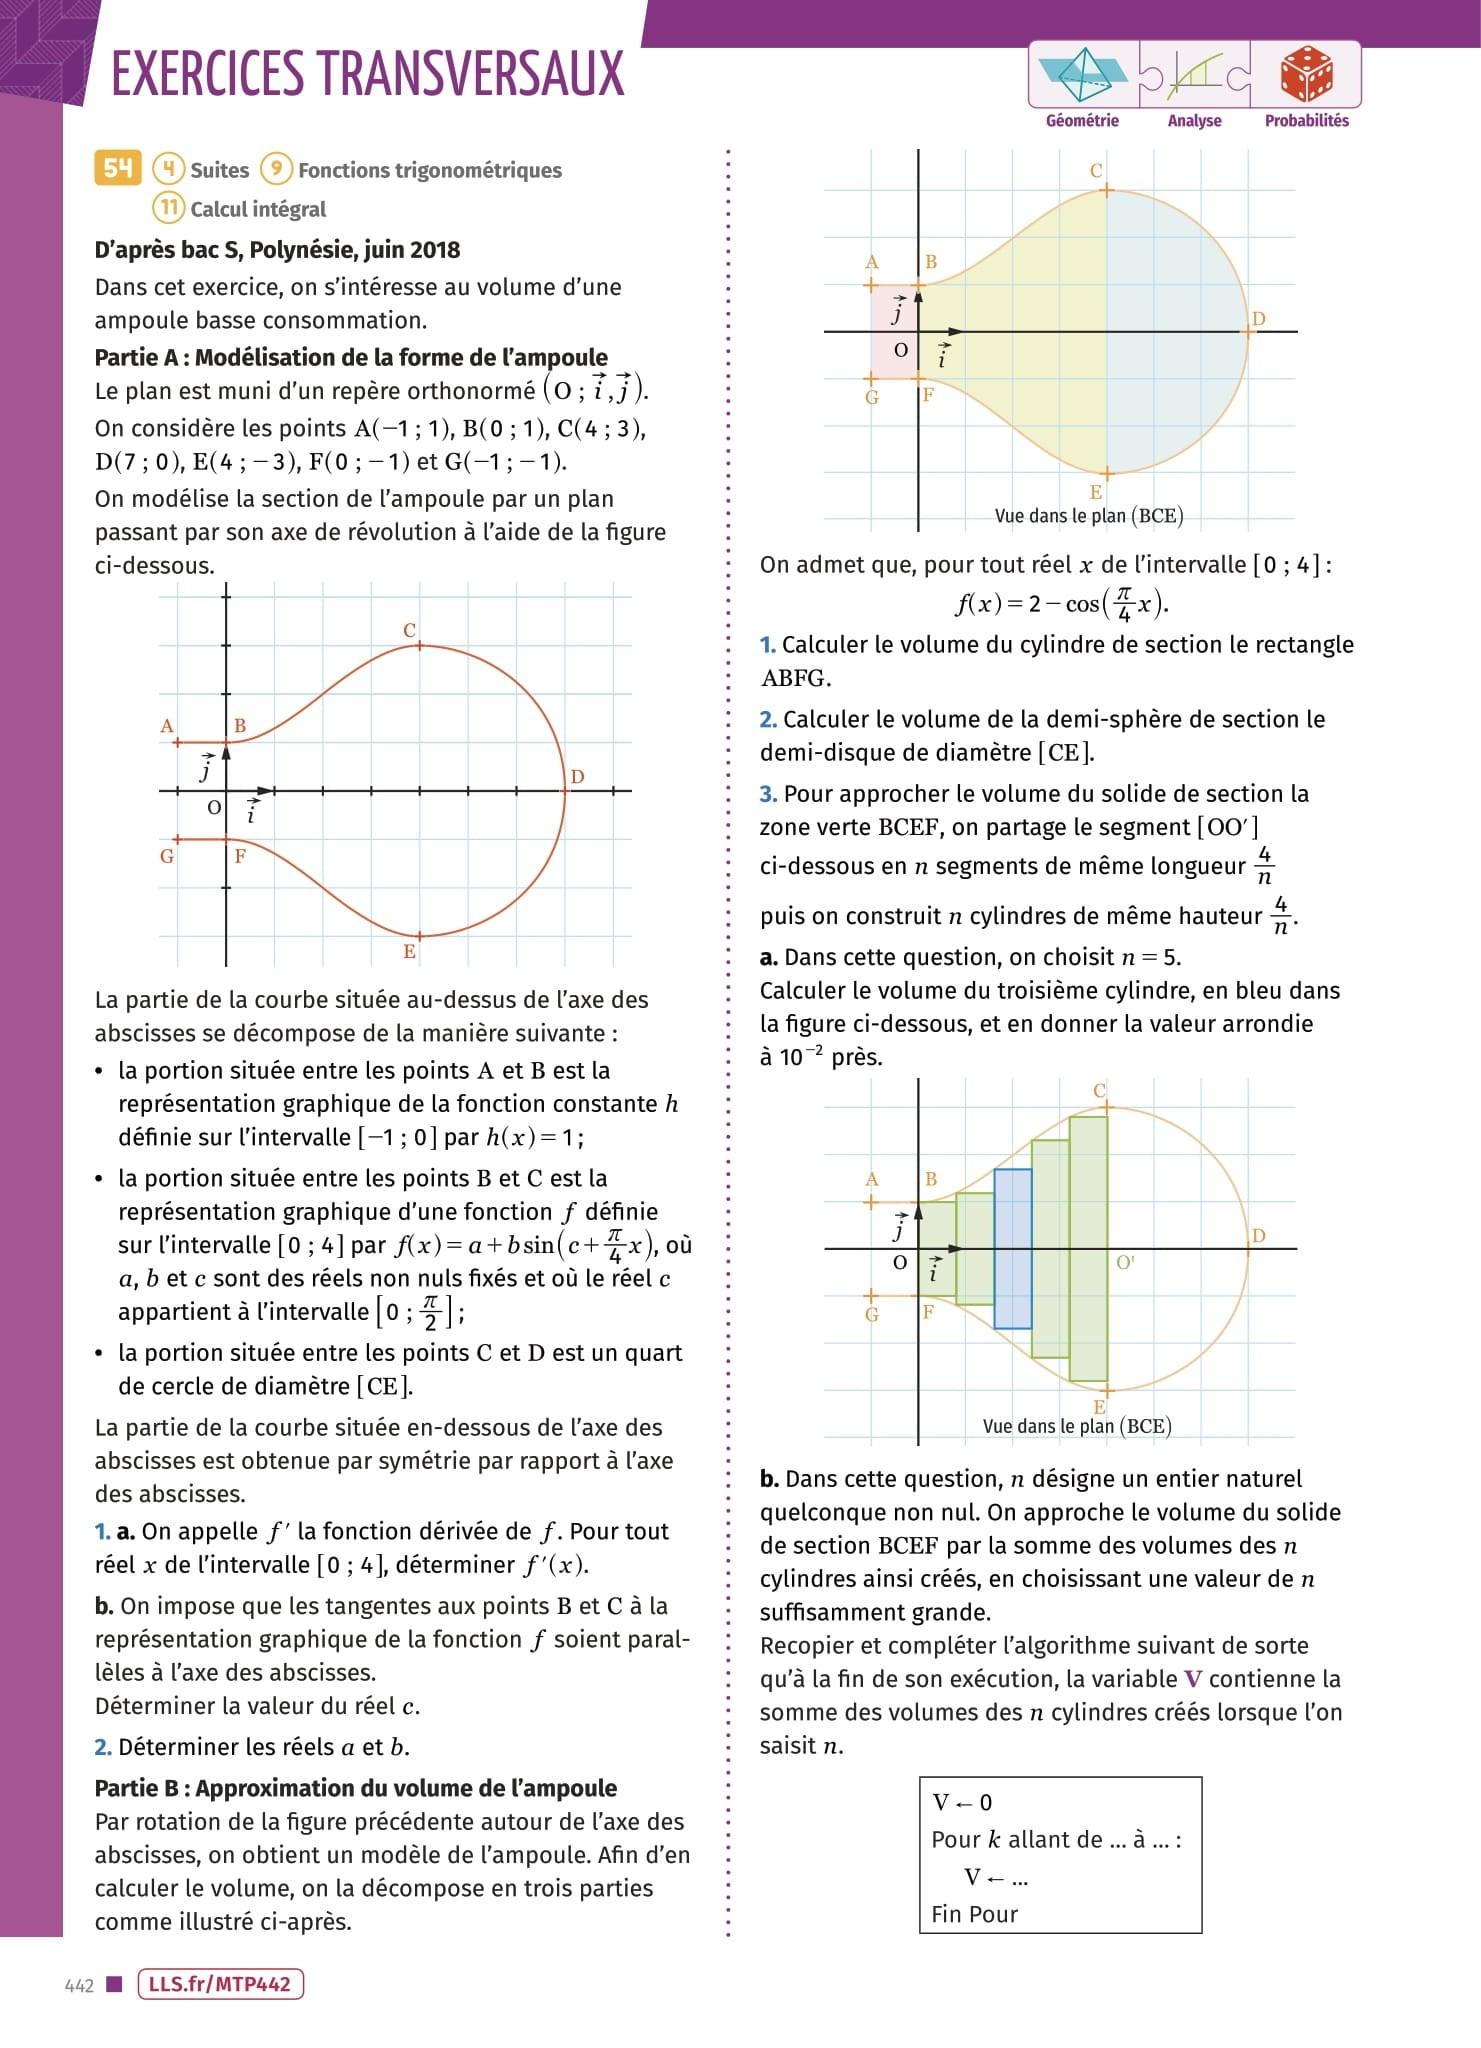 EXERCICES TRANSVERSAUX
Géométrie
Analyse
Probabilités
54 4 Suites 9 Fonctions trigonométriques
11 Calcul intégral
D'après bac S, Polynésie, juin 2018
Dans cet exercice, on s'intéresse au volume d'une
ampoule basse consommation.
Partie A : Modélisation de la forme de l'ampoule
Le plan est muni d'un repère orthonormé (O ; i⃗, j⃗).
On considère les points A(−1 ; 1), B(0 ; 1), C(4 ; 3),
D(7 ; 0), E(4 ; −3), F(0 ; −1) et G(−1 ; −1).
On modélise la section de l'ampoule par un plan
passant par son axe de révolution à l'aide de la figure
ci-dessous.
C
A
B
j⃗
D
O
i⃗
G
F
E
La partie de la courbe située au-dessus de l'axe des
abscisses se décompose de la manière suivante :
• la portion située entre les points A et B est la
représentation graphique de la fonction constante h
définie sur l'intervalle [−1 ; 0] par h(x) = 1 ;
• la portion située entre les points B et C est la
représentation graphique d'une fonction f définie
sur l'intervalle [0 ; 4] par f(x) = a + b sin(c + π/4 x), où
a, b et c sont des réels non nuls fixés et où le réel c
appartient à l'intervalle [0 ; π/2] ;
• la portion située entre les points C et D est un quart
de cercle de diamètre [CE].
La partie de la courbe située en-dessous de l'axe des
abscisses est obtenue par symétrie par rapport à l'axe
des abscisses.
1. a. On appelle f′ la fonction dérivée de f. Pour tout
réel x de l'intervalle [0 ; 4], déterminer f′(x).
b. On impose que les tangentes aux points B et C à la
représentation graphique de la fonction f soient paral-
lèles à l'axe des abscisses.
Déterminer la valeur du réel c.
2. Déterminer les réels a et b.
Partie B : Approximation du volume de l'ampoule
Par rotation de la figure précédente autour de l'axe des
abscisses, on obtient un modèle de l'ampoule. Afin d'en
calculer le volume, on la décompose en trois parties
comme illustré ci-après.
C
A
B
j⃗
D
O
i⃗
G
F
E
Vue dans le plan (BCE)
On admet que, pour tout réel x de l'intervalle [0 ; 4] :
f(x) = 2 − cos(π/4 x).
1. Calculer le volume du cylindre de section le rectangle
ABFG.
2. Calculer le volume de la demi-sphère de section le
demi-disque de diamètre [CE].
3. Pour approcher le volume du solide de section la
zone verte BCEF, on partage le segment [OO′]
ci-dessous en n segments de même longueur 4/n
puis on construit n cylindres de même hauteur 4/n.
a. Dans cette question, on choisit n = 5.
Calculer le volume du troisième cylindre, en bleu dans
la figure ci-dessous, et en donner la valeur arrondie
à 10⁻² près.
C
A
B
j⃗
D
O
i⃗
O'
G
F
E
Vue dans le plan (BCE)
b. Dans cette question, n désigne un entier naturel
quelconque non nul. On approche le volume du solide
de section BCEF par la somme des volumes des n
cylindres ainsi créés, en choisissant une valeur de n
suffisamment grande.
Recopier et compléter l'algorithme suivant de sorte
qu'à la fin de son exécution, la variable V contienne la
somme des volumes des n cylindres créés lorsque l'on
saisit n.
V ← 0
Pour k allant de ... à ... :
V ← ...
Fin Pour
442 LLS.fr/MTP442